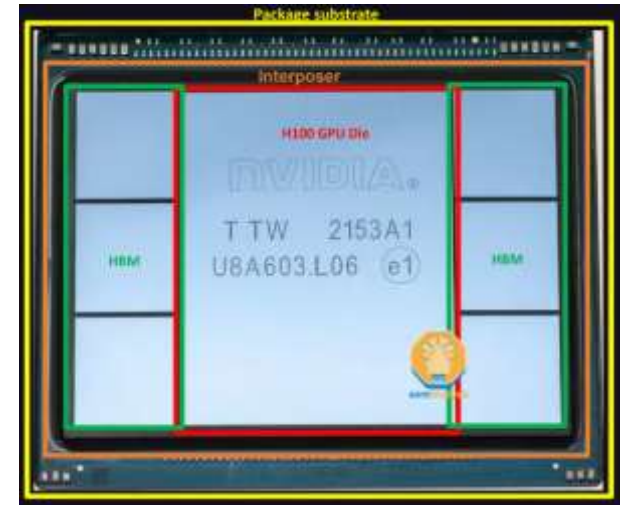 Package substrate
Interposer
H100 GPU Die
NVIDIA.
T TW 2153A1
U8A603.L06 e1
HBM
HBM